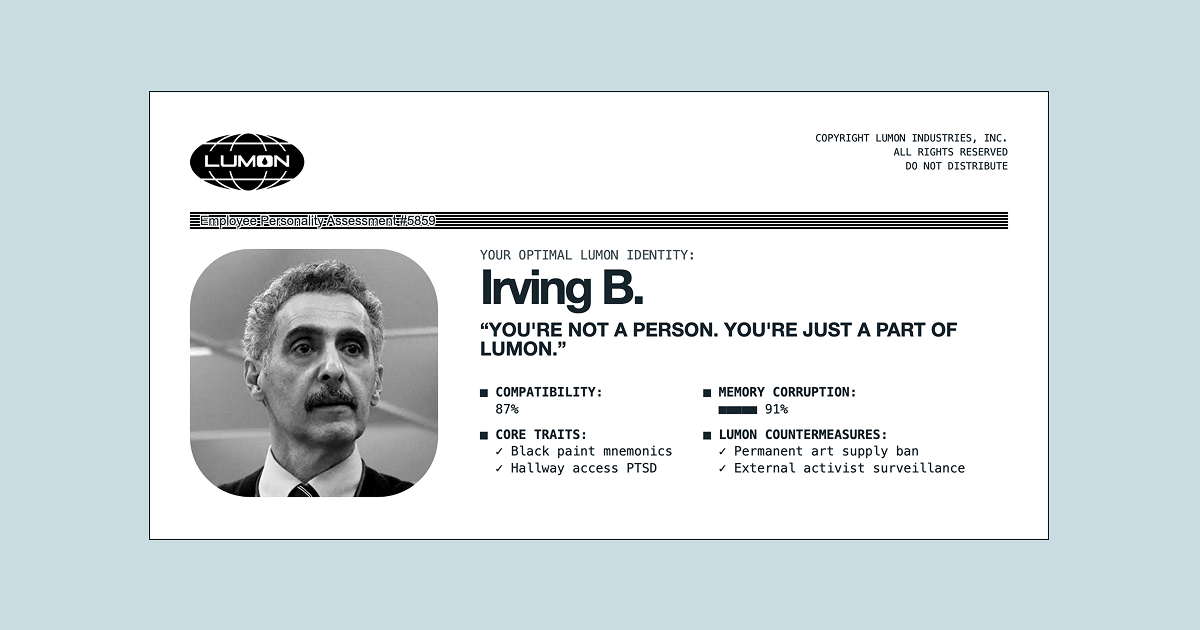 LUMON
COPYRIGHT LUMON INDUSTRIES, INC.
ALL RIGHTS RESERVED
DO NOT DISTRIBUTE
Employee Personality Assessment #5859
YOUR OPTIMAL LUMON IDENTITY:
Irving B.
“YOU'RE NOT A PERSON. YOU'RE JUST A PART OF
LUMON.”
■ COMPATIBILITY:
87%
■ CORE TRAITS:
✓ Black paint mnemonics
✓ Hallway access PTSD
■ MEMORY CORRUPTION:
■■■■■ 91%
■ LUMON COUNTERMEASURES:
✓ Permanent art supply ban
✓ External activist surveillance